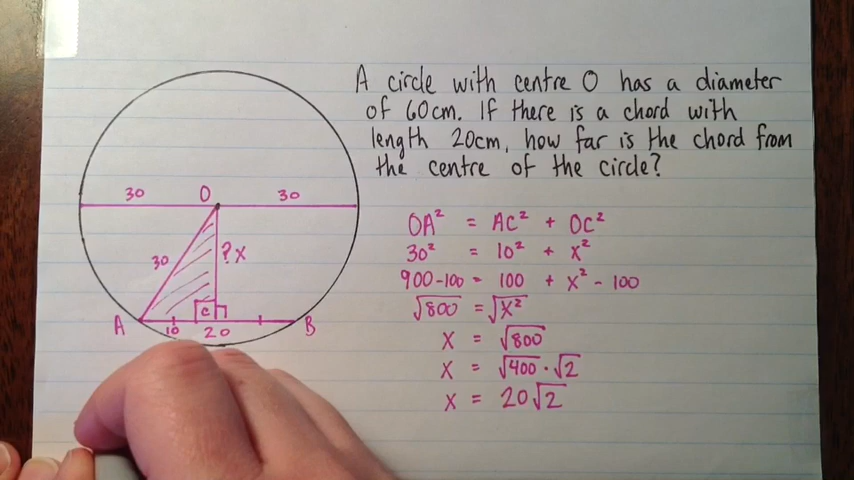 A circle with centre O has a diameter
of 60cm. If there is a chord with
length 20cm, how far is the chord from
the centre of the circle?
30 O 30
30 ? x
C
A 10 20 B
OA² = AC² + OC²
30² = 10² + x²
900-100 = 100 + x² - 100
√800 = √x²
x = √800
x = √400 · √2
x = 20√2